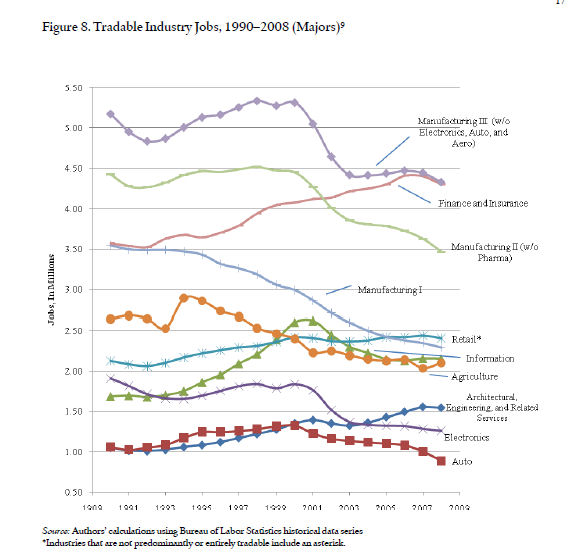 17
Figure 8. Tradable Industry Jobs, 1990–2008 (Majors)⁹
5.50
5.00
4.50
4.00
3.50
3.00
2.50
2.00
1.50
1.00
0.50
Jobs, In Millions
Manufacturing III (w/o
Electronics, Auto, and
Aero)
Finance and Insurance
Manufacturing II (w/o
Pharma)
Manufacturing I
Retail*
Information
Agriculture
Architectural,
Engineering, and Related
Services
Electronics
Auto
1989 1991 1993 1995 1997 1999 2001 2003 2005 2007 2009
Source: Authors' calculations using Bureau of Labor Statistics historical data series
*Industries that are not predominantly or entirely tradable include an asterisk.